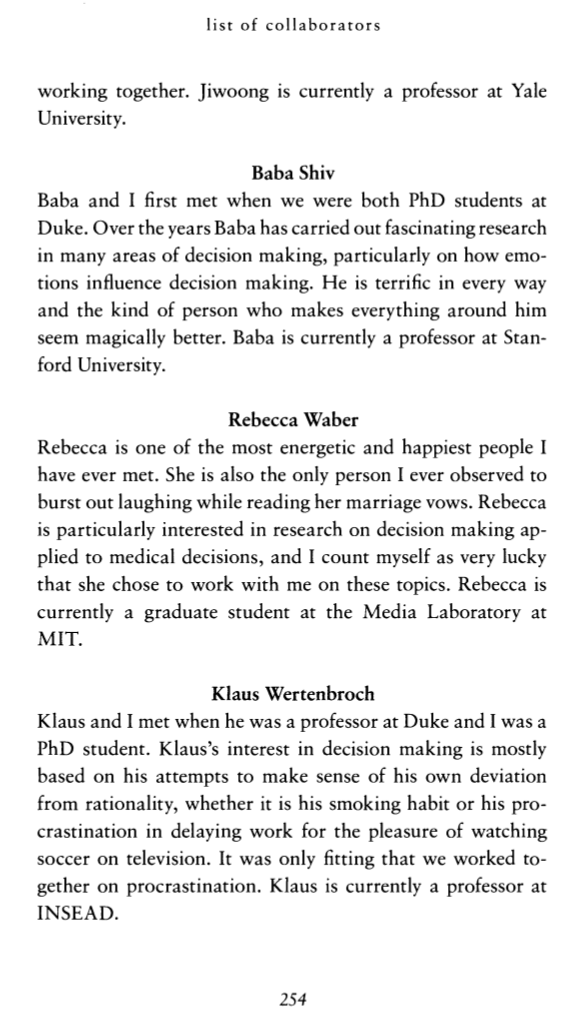 list of collaborators
working together. Jiwoong is currently a professor at Yale
University.
Baba Shiv
Baba and I first met when we were both PhD students at
Duke. Over the years Baba has carried out fascinating research
in many areas of decision making, particularly on how emo-
tions influence decision making. He is terrific in every way
and the kind of person who makes everything around him
seem magically better. Baba is currently a professor at Stan-
ford University.
Rebecca Waber
Rebecca is one of the most energetic and happiest people I
have ever met. She is also the only person I ever observed to
burst out laughing while reading her marriage vows. Rebecca
is particularly interested in research on decision making ap-
plied to medical decisions, and I count myself as very lucky
that she chose to work with me on these topics. Rebecca is
currently a graduate student at the Media Laboratory at
MIT.
Klaus Wertenbroch
Klaus and I met when he was a professor at Duke and I was a
PhD student. Klaus's interest in decision making is mostly
based on his attempts to make sense of his own deviation
from rationality, whether it is his smoking habit or his pro-
crastination in delaying work for the pleasure of watching
soccer on television. It was only fitting that we worked to-
gether on procrastination. Klaus is currently a professor at
INSEAD.
254